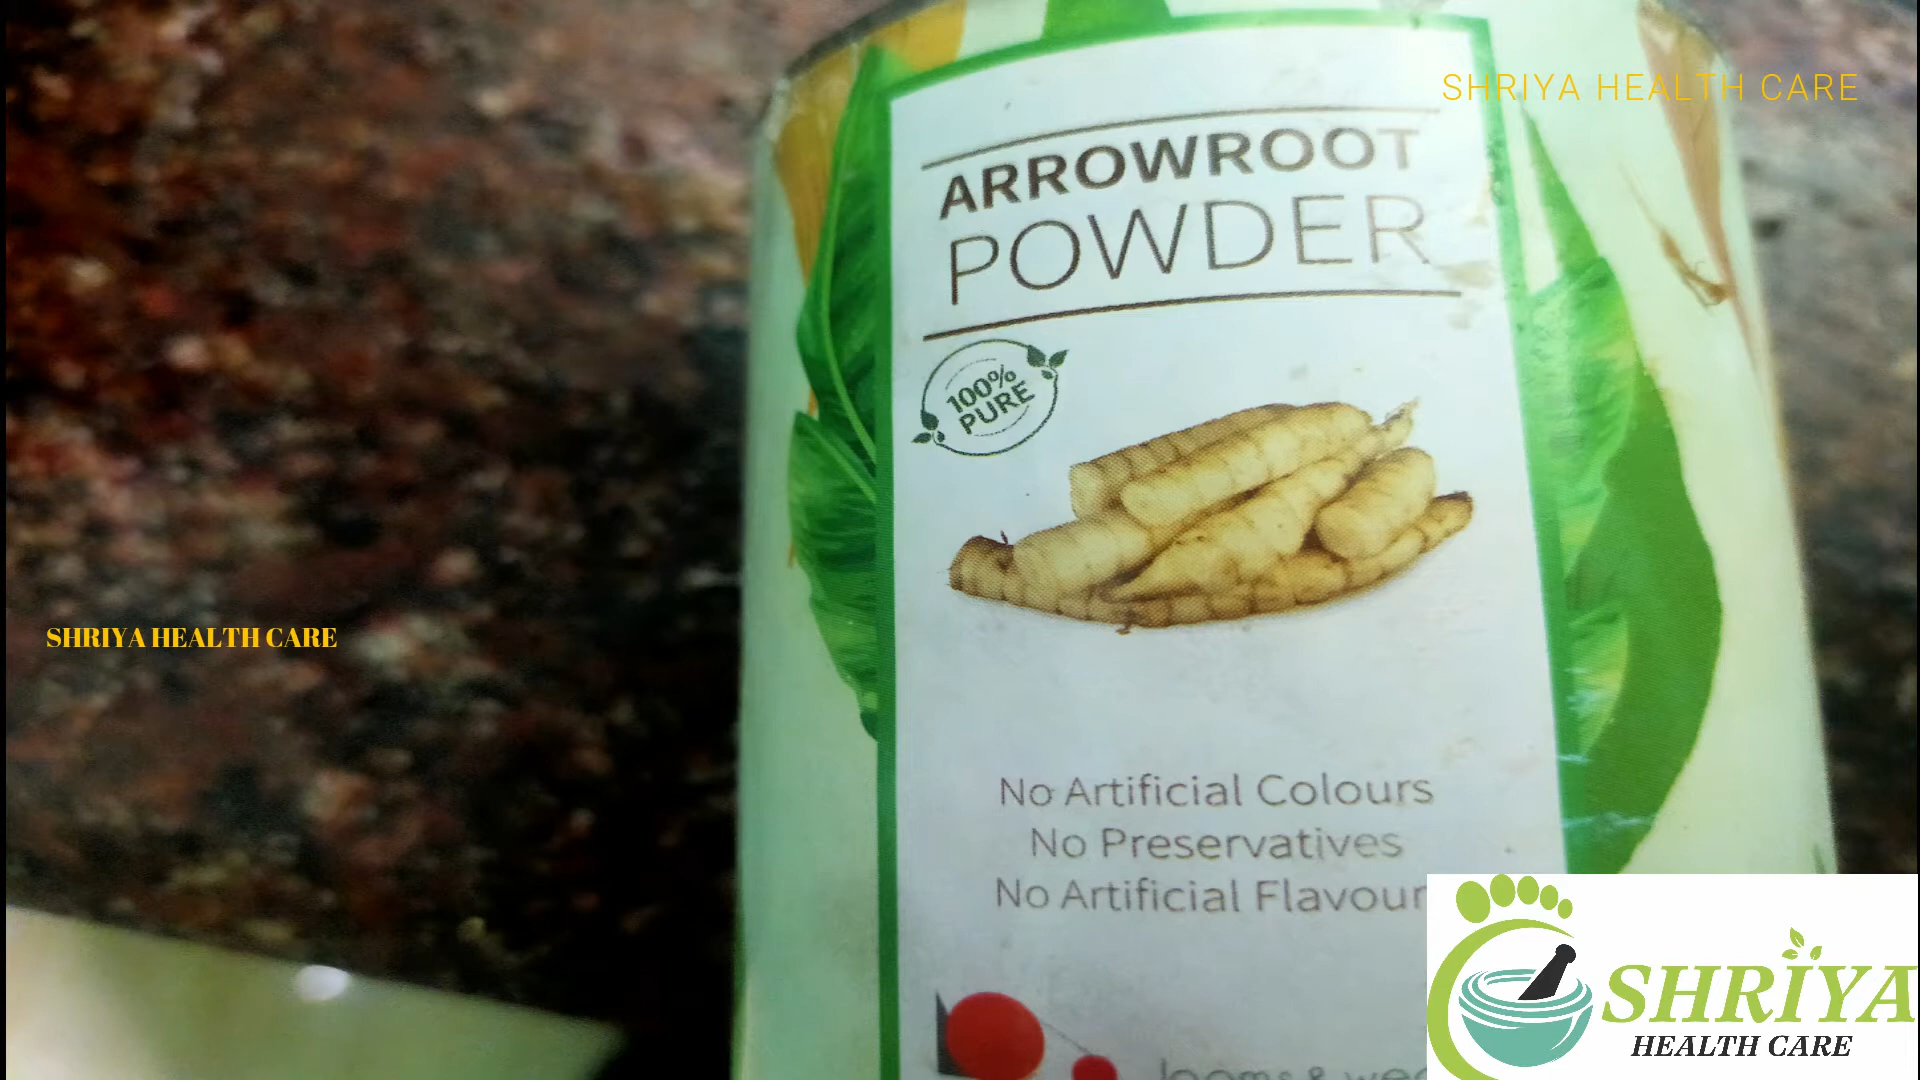 SHRIYA HEALTH CARE
ARROWROOT
POWDER
100%
PURE
SHRIYA HEALTH CARE
No Artificial Colours
No Preservatives
No Artificial Flavour
looms &
SHRIYA
HEALTH CARE